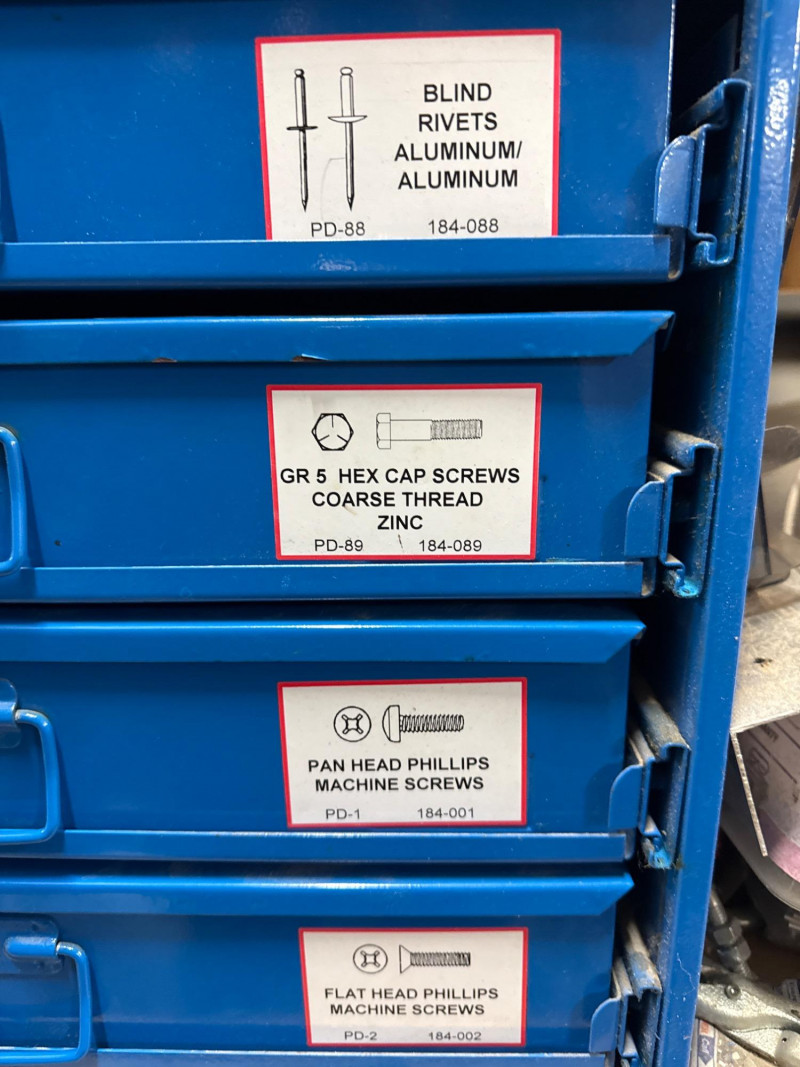 BLIND
RIVETS
ALUMINUM/
ALUMINUM
PD-88 184-088
GR 5 HEX CAP SCREWS
COARSE THREAD
ZINC
PD-89 184-089
PAN HEAD PHILLIPS
MACHINE SCREWS
PD-1 184-001
FLAT HEAD PHILLIPS
MACHINE SCREWS
PD-2 184-002